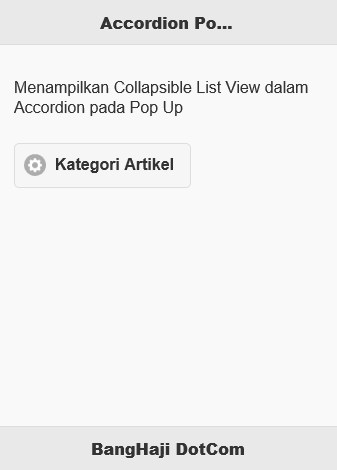 Accordion Po...
Menampilkan Collapsible List View dalam
Accordion pada Pop Up
Kategori Artikel
BangHaji DotCom